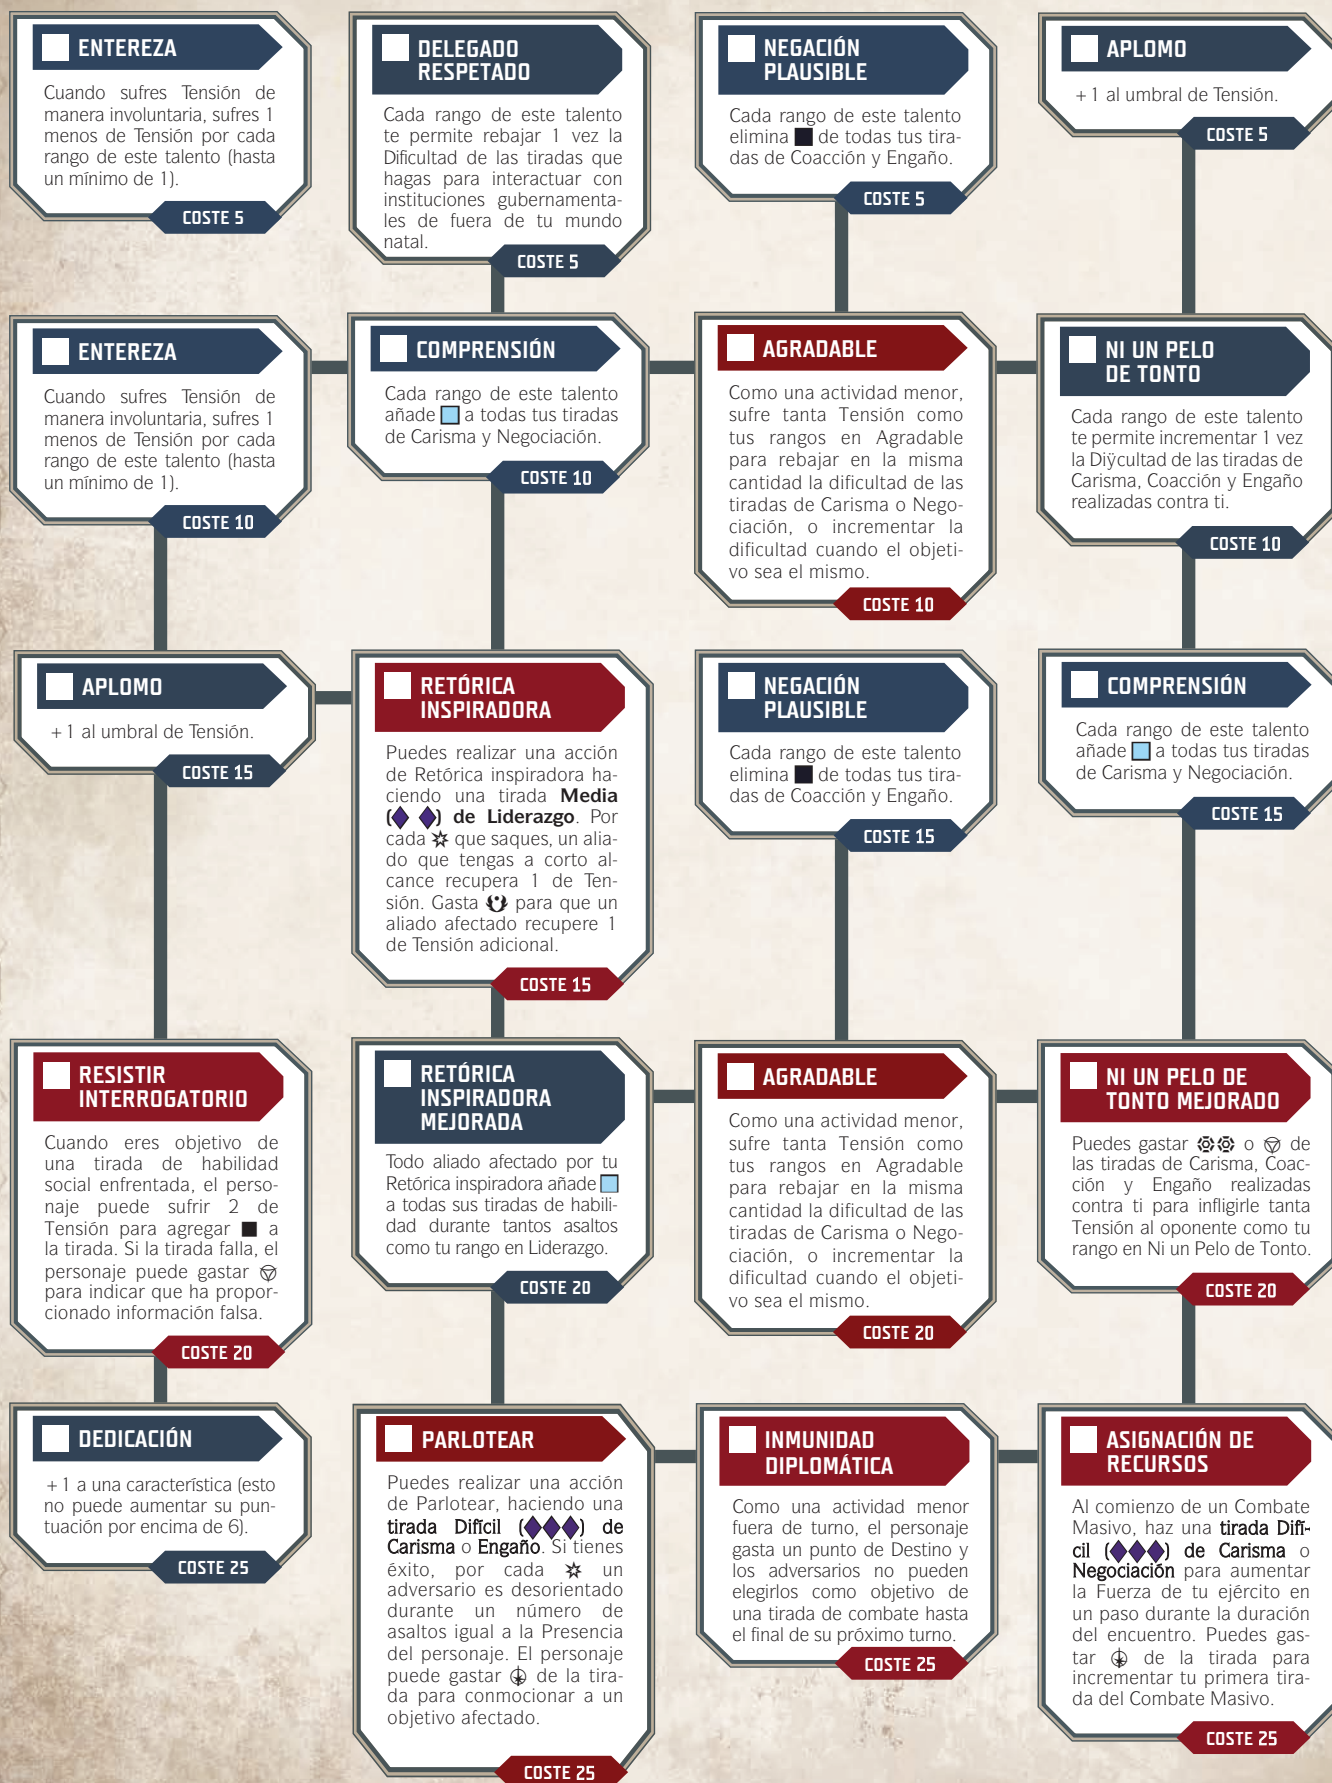 ENTEREZA
Cuando sufres Tensión de
manera involuntaria, sufres 1
menos de Tensión por cada
rango de este talento (hasta
un mínimo de 1).
COSTE 5
DELEGADO
RESPETADO
Cada rango de este talento
te permite rebajar 1 vez la
Dificultad de las tiradas que
hagas para interactuar con
instituciones gubernamenta-
les de fuera de tu mundo
natal.
COSTE 5
NEGACIÓN
PLAUSIBLE
Cada rango de este talento
elimina ■ de todas tus tira-
das de Coacción y Engaño.
COSTE 5
APLOMO
+1 al umbral de Tensión.
COSTE 5
ENTEREZA
Cuando sufres Tensión de
manera involuntaria, sufres 1
menos de Tensión por cada
rango de este talento (hasta
un mínimo de 1).
COSTE 10
COMPRENSIÓN
Cada rango de este talento
añade a todas tus tiradas
de Carisma y Negociación.
COSTE 10
AGRADABLE
Como una actividad menor,
sufre tanta Tensión como
tus rangos en Agradable
para rebajar en la misma
cantidad la dificultad de las
tiradas de Carisma o Nego-
ciación, o incrementar la
dificultad cuando el objeti-
vo sea el mismo.
COSTE 10
NI UN PELO
DE TONTO
Cada rango de este talento
te permite incrementar 1 vez
la Diÿcultad de las tiradas de
Carisma, Coacción y Engaño
realizadas contra ti.
COSTE 10
APLOMO
+1 al umbral de Tensión.
COSTE 15
RETÓRICA
INSPIRADORA
Puedes realizar una acción
de Retórica inspiradora ha-
ciendo una tirada Media
(◆ ◆) de Liderazgo. Por
cada que saques, un alia-
do que tengas a corto al-
cance recupera 1 de Ten-
sión. Gasta para que un
aliado afectado recupere 1
de Tensión adicional.
COSTE 15
NEGACIÓN
PLAUSIBLE
Cada rango de este talento
elimina ■ de todas tus tira-
das de Coacción y Engaño.
COSTE 15
COMPRENSIÓN
Cada rango de este talento
añade a todas tus tiradas
de Carisma y Negociación.
COSTE 15
RESISTIR
INTERROGATORIO
Cuando eres objetivo de
una tirada de habilidad
social enfrentada, el perso-
naje puede sufrir 2 de
Tensión para agregar ■ a
la tirada. Si la tirada falla, el
personaje puede gastar
para indicar que ha propor-
cionado información falsa.
COSTE 20
RETÓRICA
INSPIRADORA
MEJORADA
Todo aliado afectado por tu
Retórica inspiradora añade
a todas sus tiradas de habili-
dad durante tantos asaltos
como tu rango en Liderazgo.
COSTE 20
AGRADABLE
Como una actividad menor,
sufre tanta Tensión como
tus rangos en Agradable
para rebajar en la misma
cantidad la dificultad de las
tiradas de Carisma o Nego-
ciación, o incrementar la
dificultad cuando el objeti-
vo sea el mismo.
COSTE 20
NI UN PELO DE
TONTO MEJORADO
Puedes gastar o de
las tiradas de Carisma, Coac-
ción y Engaño realizadas
contra ti para infligirle tanta
Tensión al oponente como tu
rango en Ni un Pelo de Tonto.
COSTE 20
DEDICACIÓN
+1 a una característica (esto
no puede aumentar su pun-
tuación por encima de 6).
COSTE 25
PARLOTEAR
Puedes realizar una acción
de Parlotear, haciendo una
tirada Difícil (◆◆◆) de
Carisma o Engaño. Si tienes
éxito, por cada un
adversario es desorientado
durante un número de
asaltos igual a la Presencia
del personaje. El personaje
puede gastar de la tira-
da para conmocionar a un
objetivo afectado.
COSTE 25
INMUNIDAD
DIPLOMÁTICA
Como una actividad menor
fuera de turno, el personaje
gasta un punto de Destino y
los adversarios no pueden
elegirlos como objetivo de
una tirada de combate hasta
el final de su próximo turno.
COSTE 25
ASIGNACIÓN DE
RECURSOS
Al comienzo de un Combate
Masivo, haz una tirada Difí-
cil (◆◆◆) de Carisma o
Negociación para aumentar
la Fuerza de tu ejército en
un paso durante la duración
del encuentro. Puedes gas-
tar de la tirada para
incrementar tu primera tira-
da del Combate Masivo.
COSTE 25